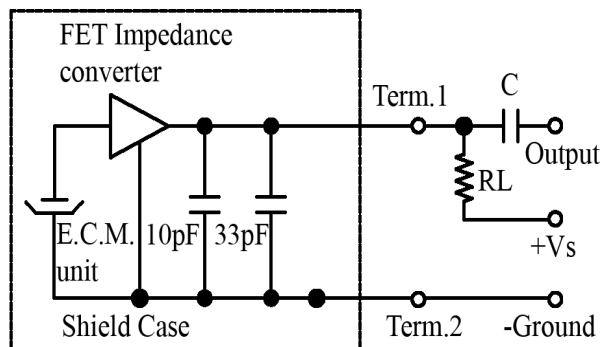 FET Impedance
converter
Term.1
C
Output
RL
+Vs
E.C.M.
unit
10pF
33pF
Shield Case
Term.2
-Ground